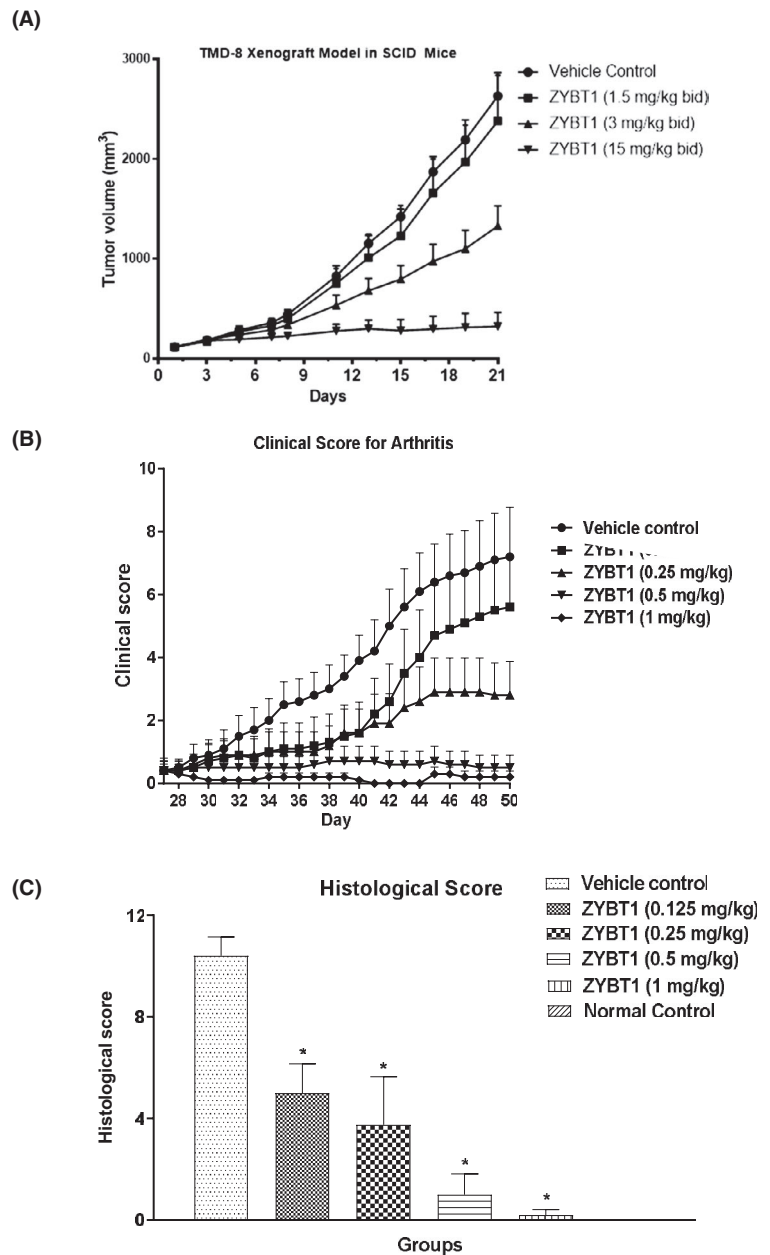 (A)
TMD-8 Xenograft Model in SCID Mice
3000
2000
1000
0
Tumor volume (mm³)
0 3 6 9 12 15 18 21
Days
Vehicle Control
ZYBT1 (1.5 mg/kg bid)
ZYBT1 (3 mg/kg bid)
ZYBT1 (15 mg/kg bid)
(B)
Clinical Score for Arthritis
10
8
6
4
2
0
Clinical score
28 30 32 34 36 38 40 42 44 46 48 50
Day
Vehicle control
ZYBT1
ZYBT1 (0.25 mg/kg)
ZYBT1 (0.5 mg/kg)
ZYBT1 (1 mg/kg)
(C)
Histological Score
12
8
4
0
Histological score
* * * *
Groups
Vehicle control
ZYBT1 (0.125 mg/kg)
ZYBT1 (0.25 mg/kg)
ZYBT1 (0.5 mg/kg)
ZYBT1 (1 mg/kg)
Normal Control